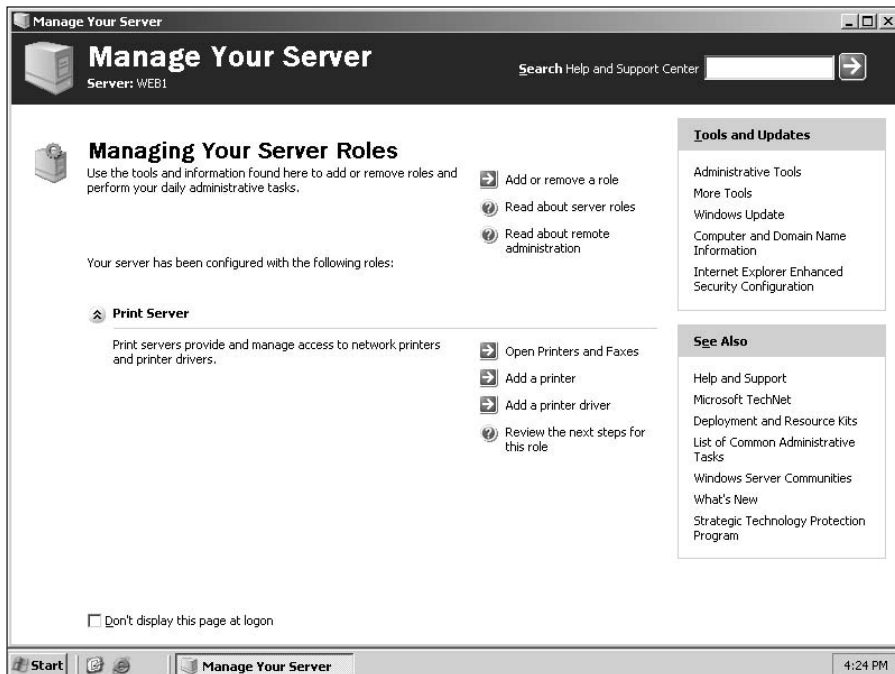 Manage Your Server
Manage Your Server
Server: WEB1
Search Help and Support Center
Managing Your Server Roles
Use the tools and information found here to add or remove roles and
perform your daily administrative tasks.
Add or remove a role
Read about server roles
Read about remote
administration
Your server has been configured with the following roles:
Print Server
Print servers provide and manage access to network printers
and printer drivers.
Open Printers and Faxes
Add a printer
Add a printer driver
Review the next steps for
this role
Tools and Updates
Administrative Tools
More Tools
Windows Update
Computer and Domain Name
Information
Internet Explorer Enhanced
Security Configuration
See Also
Help and Support
Microsoft TechNet
Deployment and Resource Kits
List of Common Administrative
Tasks
Windows Server Communities
What's New
Strategic Technology Protection
Program
Don't display this page at logon
Start
Manage Your Server
4:24 PM